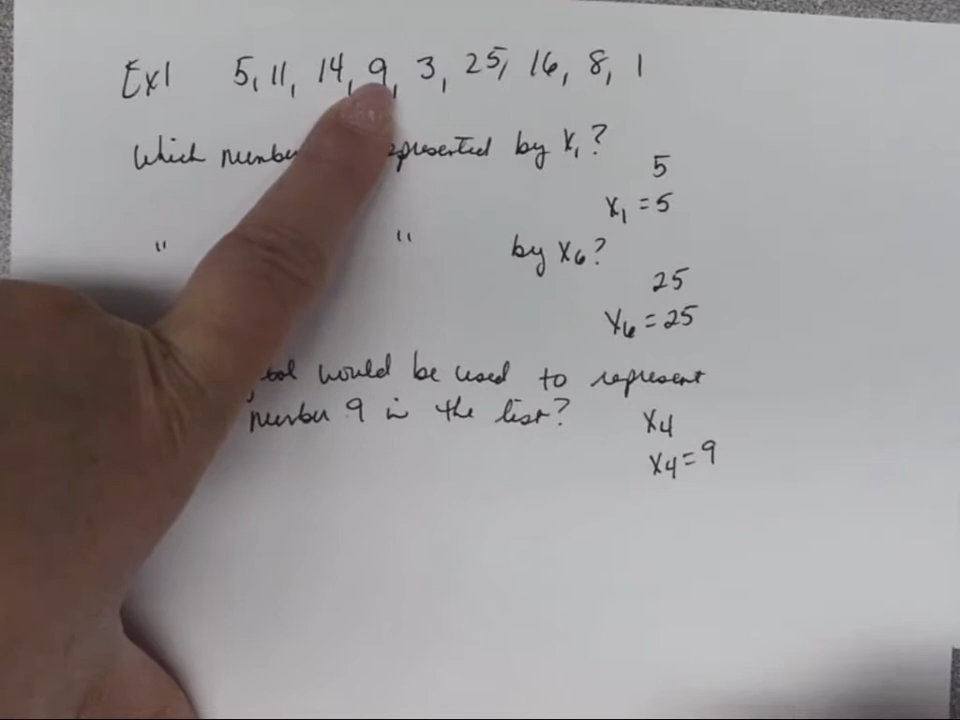 Ex1 5, 11, 14, 9, 3, 25, 16, 8, 1
Which number represented by x₁?
5
x₁ = 5
" " by x₆?
25
x₆ = 25
would be used to represent
number 9 in the list?
x₄
x₄ = 9